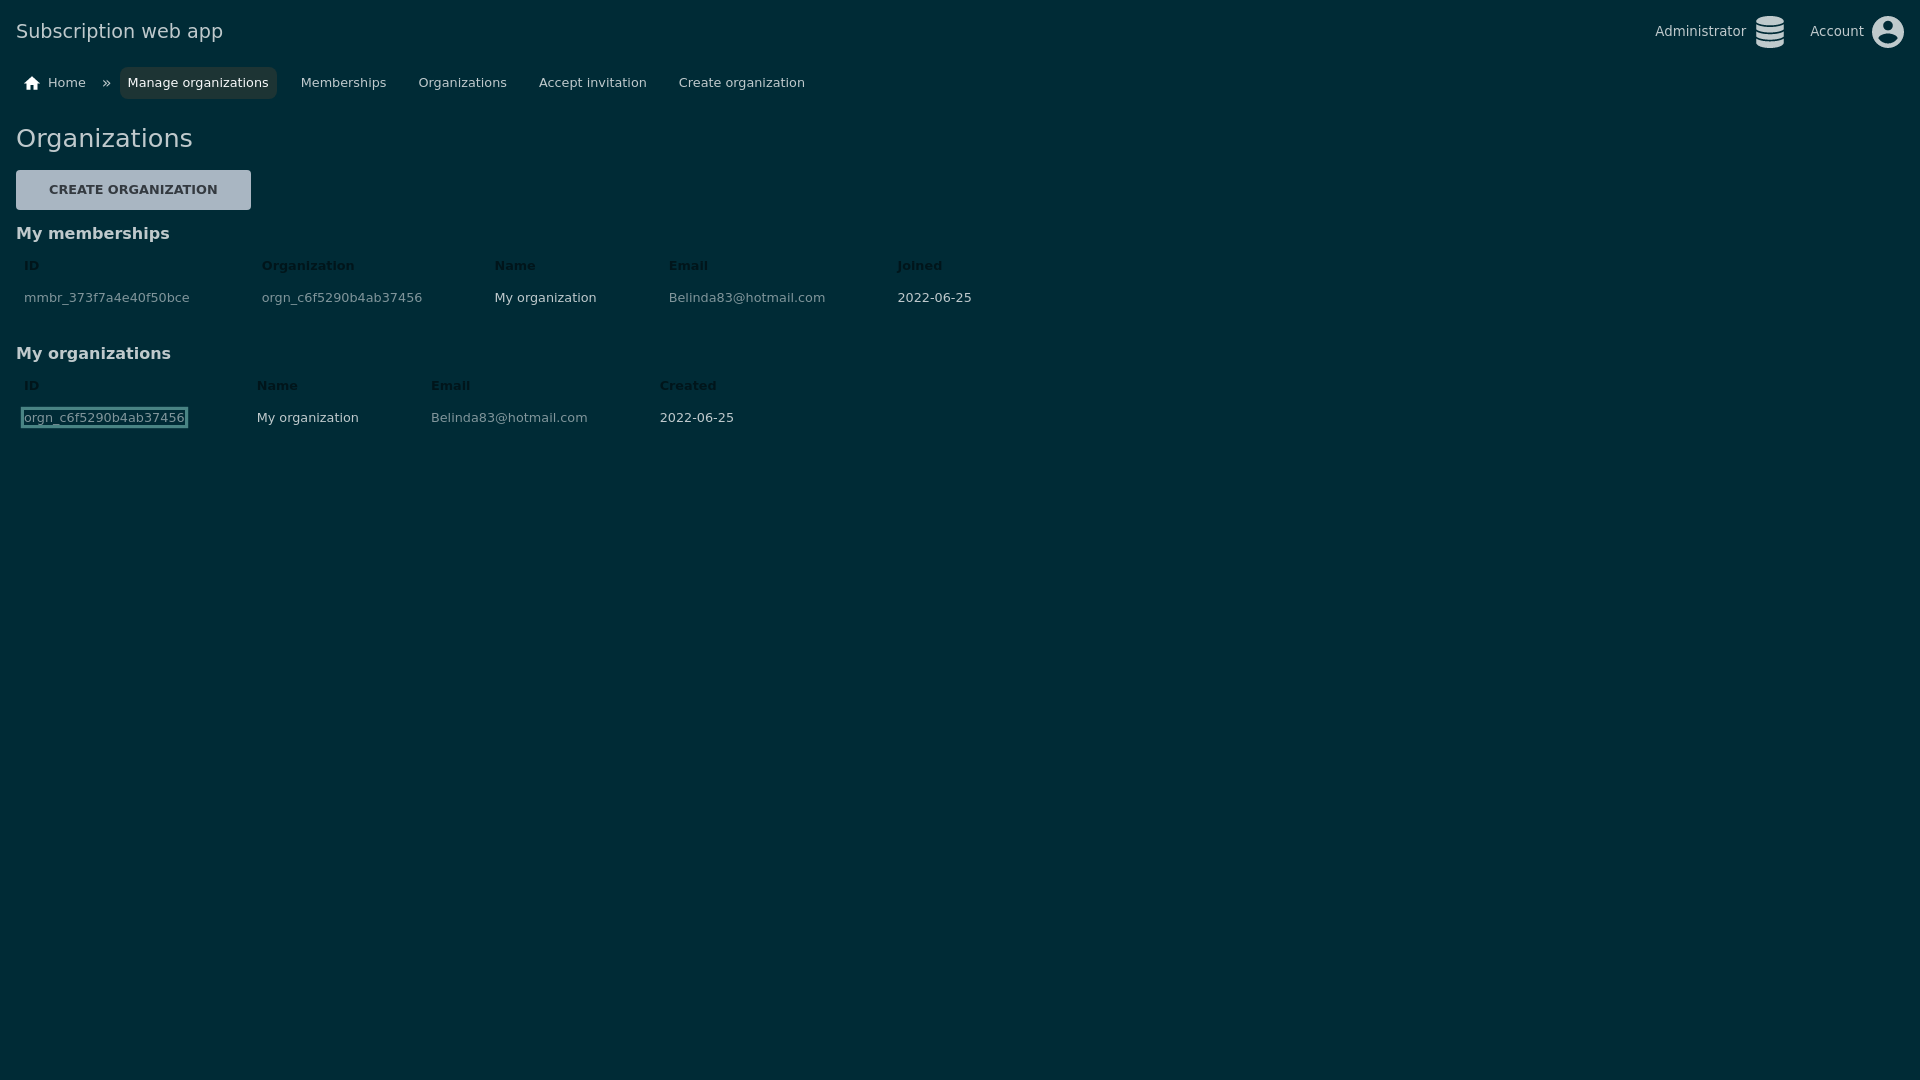 Subscription web app Administrator Account
Home » Manage organizations Memberships Organizations Accept invitation Create organization
Organizations
CREATE ORGANIZATION
My memberships
ID Organization Name Email Joined
mmbr_373f7a4e40f50bce orgn_c6f5290b4ab37456 My organization Belinda83@hotmail.com 2022-06-25
My organizations
ID Name Email Created
orgn_c6f5290b4ab37456 My organization Belinda83@hotmail.com 2022-06-25